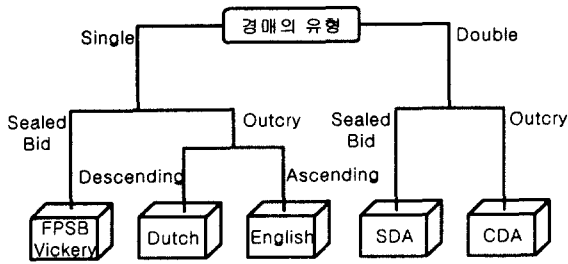 경매의 유형
Single
Double
Sealed
Bid
Outcry
Sealed
Bid
Outcry
Descending
Ascending
FPSB
Vickery
Dutch
English
SDA
CDA